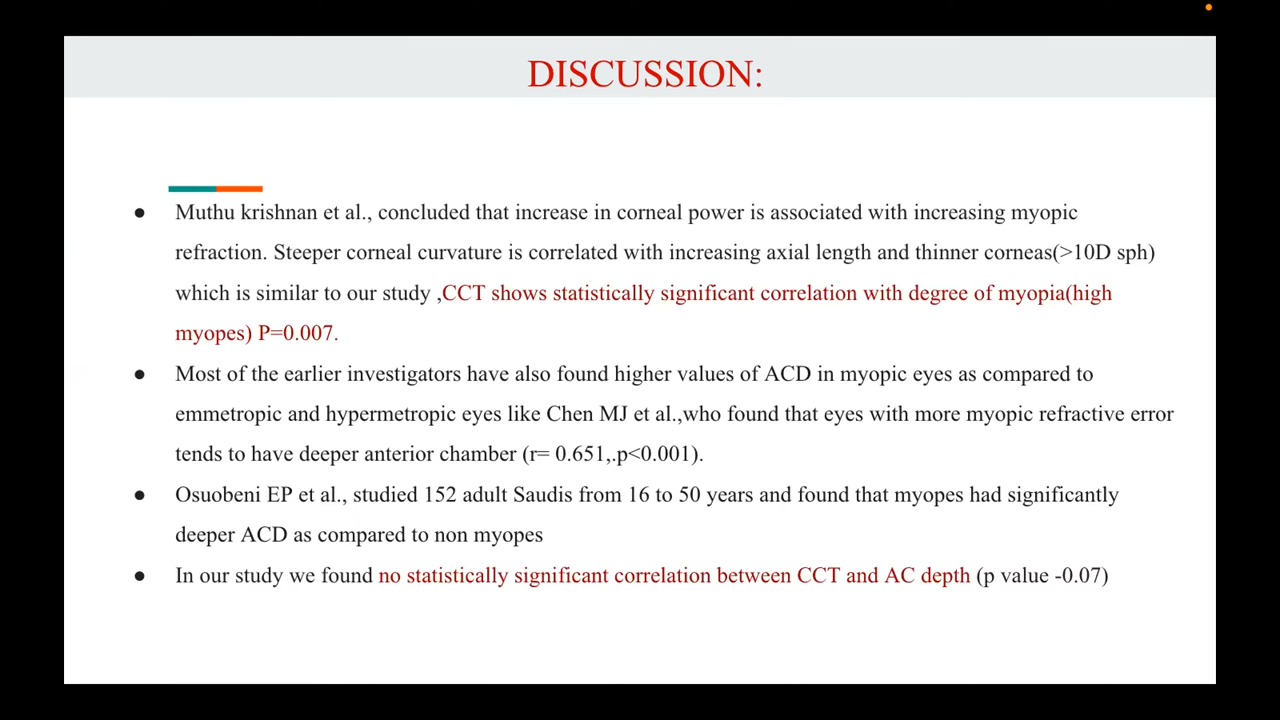 DISCUSSION:
● Muthu krishnan et al., concluded that increase in corneal power is associated with increasing myopic
refraction. Steeper corneal curvature is correlated with increasing axial length and thinner corneas(>10D sph)
which is similar to our study ,CCT shows statistically significant correlation with degree of myopia(high
myopes) P=0.007.
● Most of the earlier investigators have also found higher values of ACD in myopic eyes as compared to
emmetropic and hypermetropic eyes like Chen MJ et al.,who found that eyes with more myopic refractive error
tends to have deeper anterior chamber (r= 0.651,.p<0.001).
● Osuobeni EP et al., studied 152 adult Saudis from 16 to 50 years and found that myopes had significantly
deeper ACD as compared to non myopes
● In our study we found no statistically significant correlation between CCT and AC depth (p value -0.07)